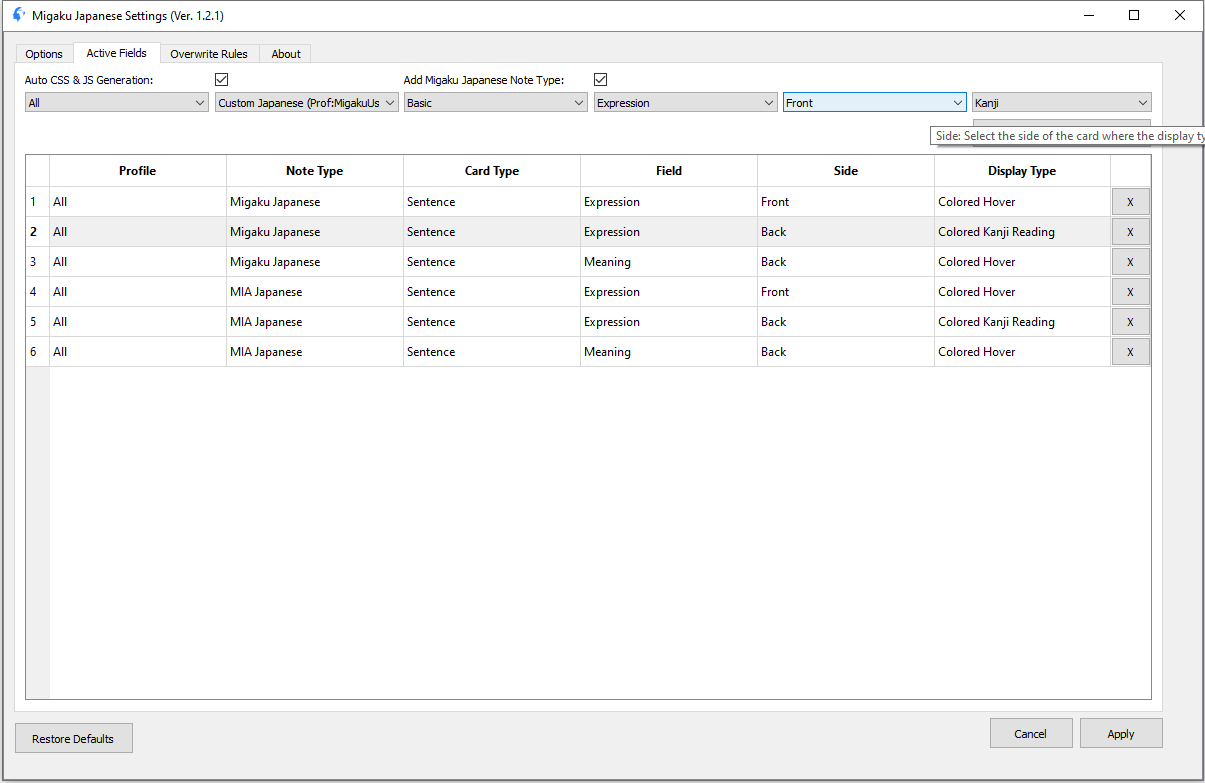 Migaku Japanese Settings (Ver. 1.2.1)
Options Active Fields Overwrite Rules About
Auto CSS & JS Generation: Add Migaku Japanese Note Type:
All Custom Japanese (Prof:MigakuUs Basic Expression Front Kanji
Side: Select the side of the card where the display ty
Profile Note Type Card Type Field Side Display Type
1 All Migaku Japanese Sentence Expression Front Colored Hover X
2 All Migaku Japanese Sentence Expression Back Colored Kanji Reading X
3 All Migaku Japanese Sentence Meaning Back Colored Hover X
4 All MIA Japanese Sentence Expression Front Colored Hover X
5 All MIA Japanese Sentence Expression Back Colored Kanji Reading X
6 All MIA Japanese Sentence Meaning Back Colored Hover X
Restore Defaults Cancel Apply